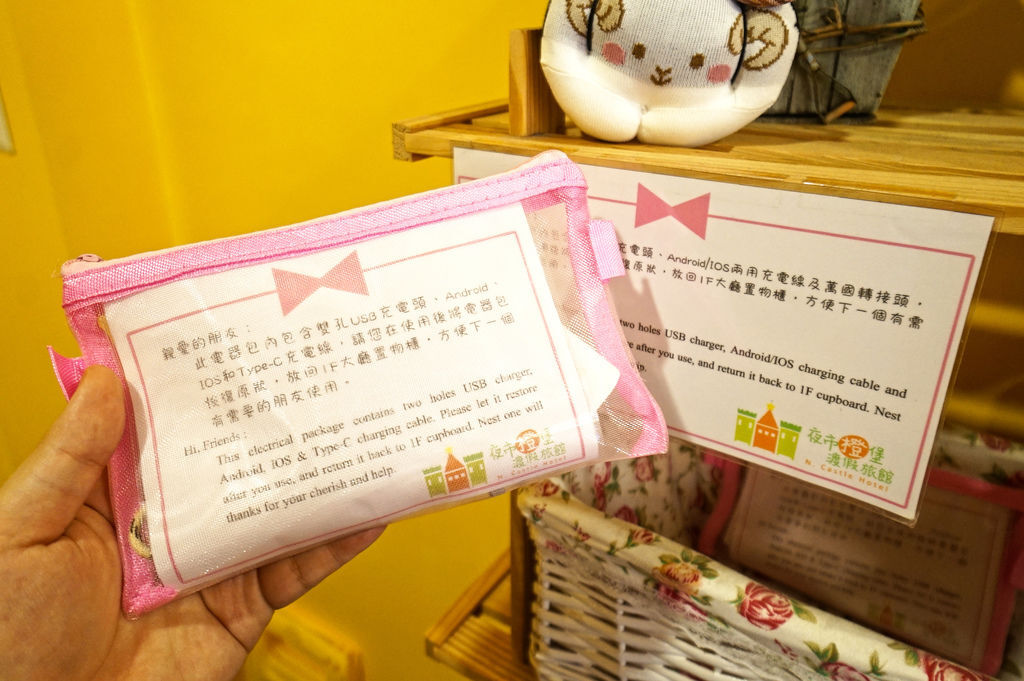 親愛的朋友：
此電器包內包含雙孔USB充電頭、Android、
IOS和Type-C充電線，請您在使用後將電器包
恢復原狀，放回1F大廳置物櫃，方便下一個
有需要的朋友使用。
Hi, Friends :
This electrical package contains two holes USB charger,
Android, IOS & Type-C charging cable. Please let it restore
after you use, and return it back to 1F cupboard. Nest one will
thanks for your cherish and help.
夜午橙堡
渡假旅館
N. Castle Hotel
充電頭、Android/IOS兩用充電線及萬國轉接頭，
復原狀，放回1F大廳置物櫃，方便下一個有需
two holes USB charger, Android/IOS charging cable and
e after you use, and return it back to 1F cupboard. Nest
lp.
夜午橙堡
渡假旅館
N. Castle Hotel